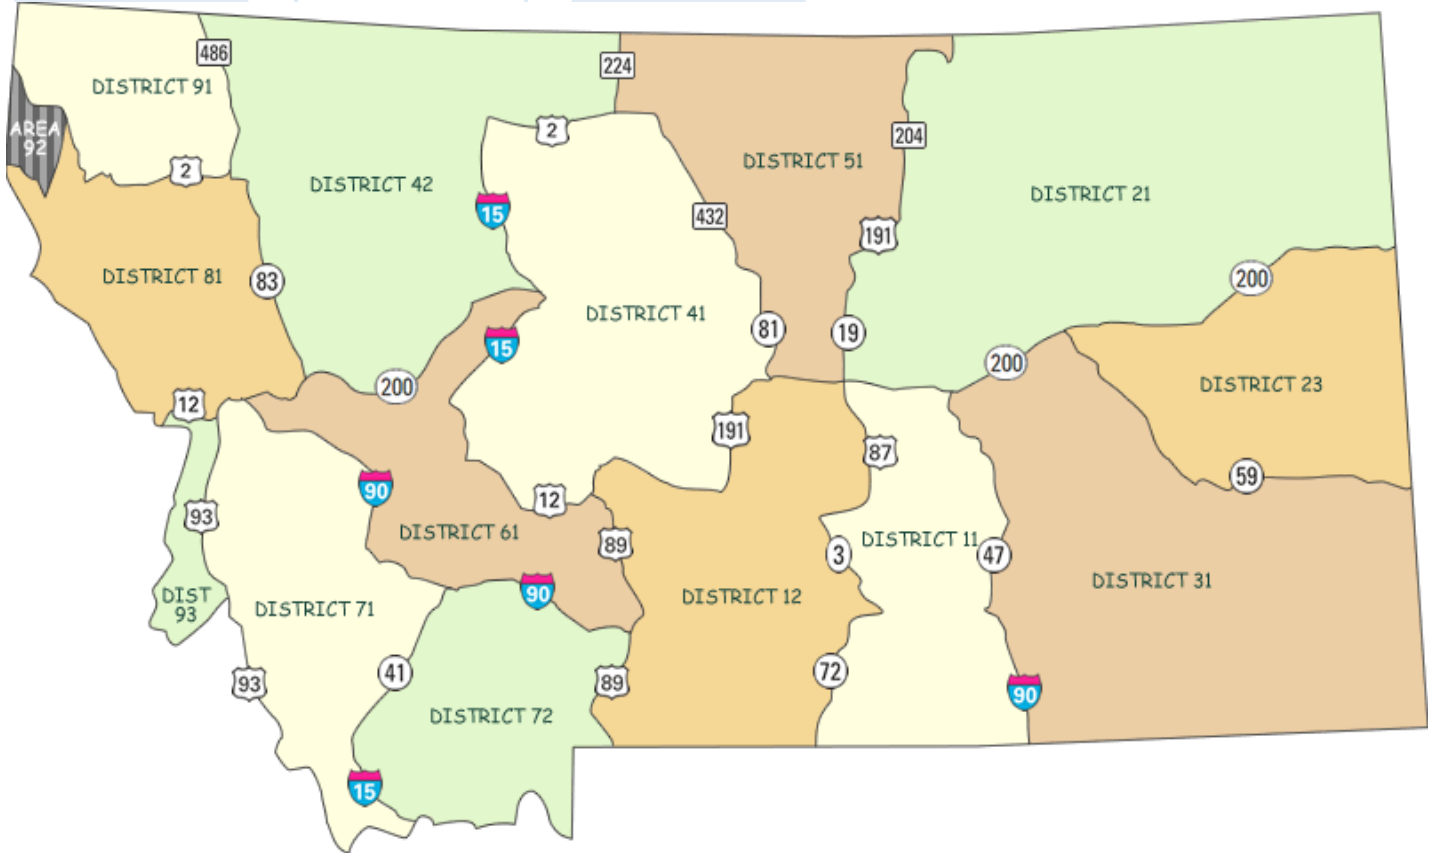 486
224
2
DISTRICT 91
AREA
92
204
2
DISTRICT 51
DISTRICT 42
DISTRICT 21
15
432
191
DISTRICT 81
83
200
DISTRICT 41
81
19
15
200
200
DISTRICT 23
12
191
87
59
90
12
93
DISTRICT 61
89
3
DISTRICT 11
47
DISTRICT 31
90
DIST
93
DISTRICT 71
DISTRICT 12
93
41
89
72
90
DISTRICT 72
15